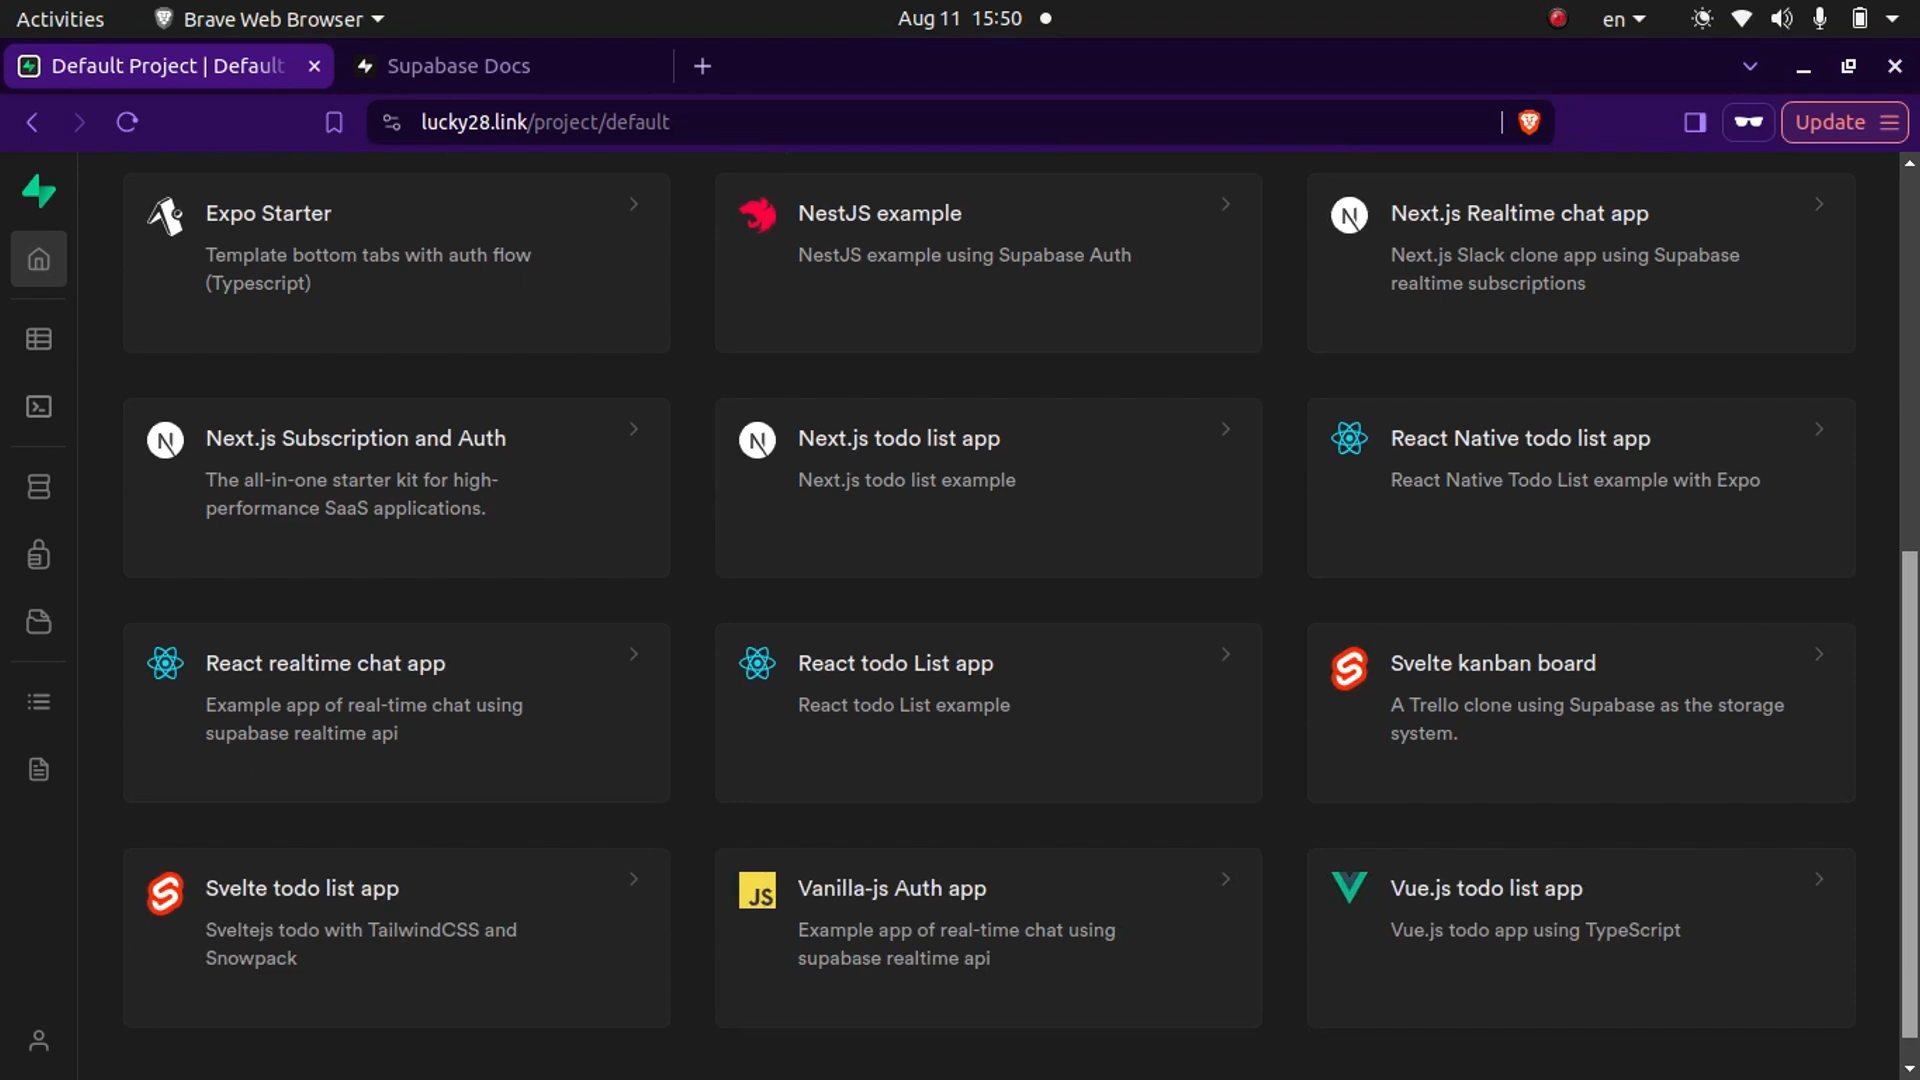 Activities
Brave Web Browser
Aug 11 15:50
en
Default Project | Default
Supabase Docs
lucky28.link/project/default
Update
Expo Starter
Template bottom tabs with auth flow
(Typescript)
NestJS example
NestJS example using Supabase Auth
N
Next.js Realtime chat app
Next.js Slack clone app using Supabase
realtime subscriptions
N
Next.js Subscription and Auth
The all-in-one starter kit for high-
performance SaaS applications.
N
Next.js todo list app
Next.js todo list example
React Native todo list app
React Native Todo List example with Expo
React realtime chat app
Example app of real-time chat using
supabase realtime api
React todo List app
React todo List example
Svelte kanban board
A Trello clone using Supabase as the storage
system.
Svelte todo list app
Sveltejs todo with TailwindCSS and
Snowpack
JS
Vanilla-js Auth app
Example app of real-time chat using
supabase realtime api
Vue.js todo list app
Vue.js todo app using TypeScript